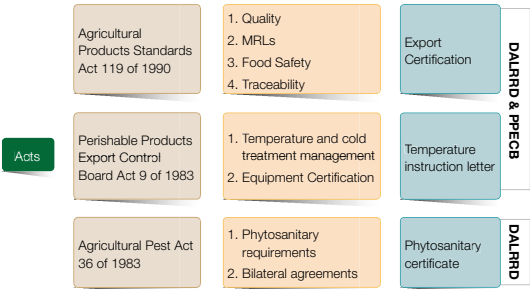 Agricultural
Products Standards
Act 119 of 1990
1. Quality
2. MRLs
3. Food Safety
4. Traceability
Export
Certification
DALRRD & PPECB
Acts
Perishable Products
Export Control
Board Act 9 of 1983
1. Temperature and cold
treatment management
2. Equipment Certification
Temperature
instruction letter
Agricultural Pest Act
36 of 1983
1. Phytosanitary
requirements
2. Bilateral agreements
Phytosanitary
certificate
DALRRD